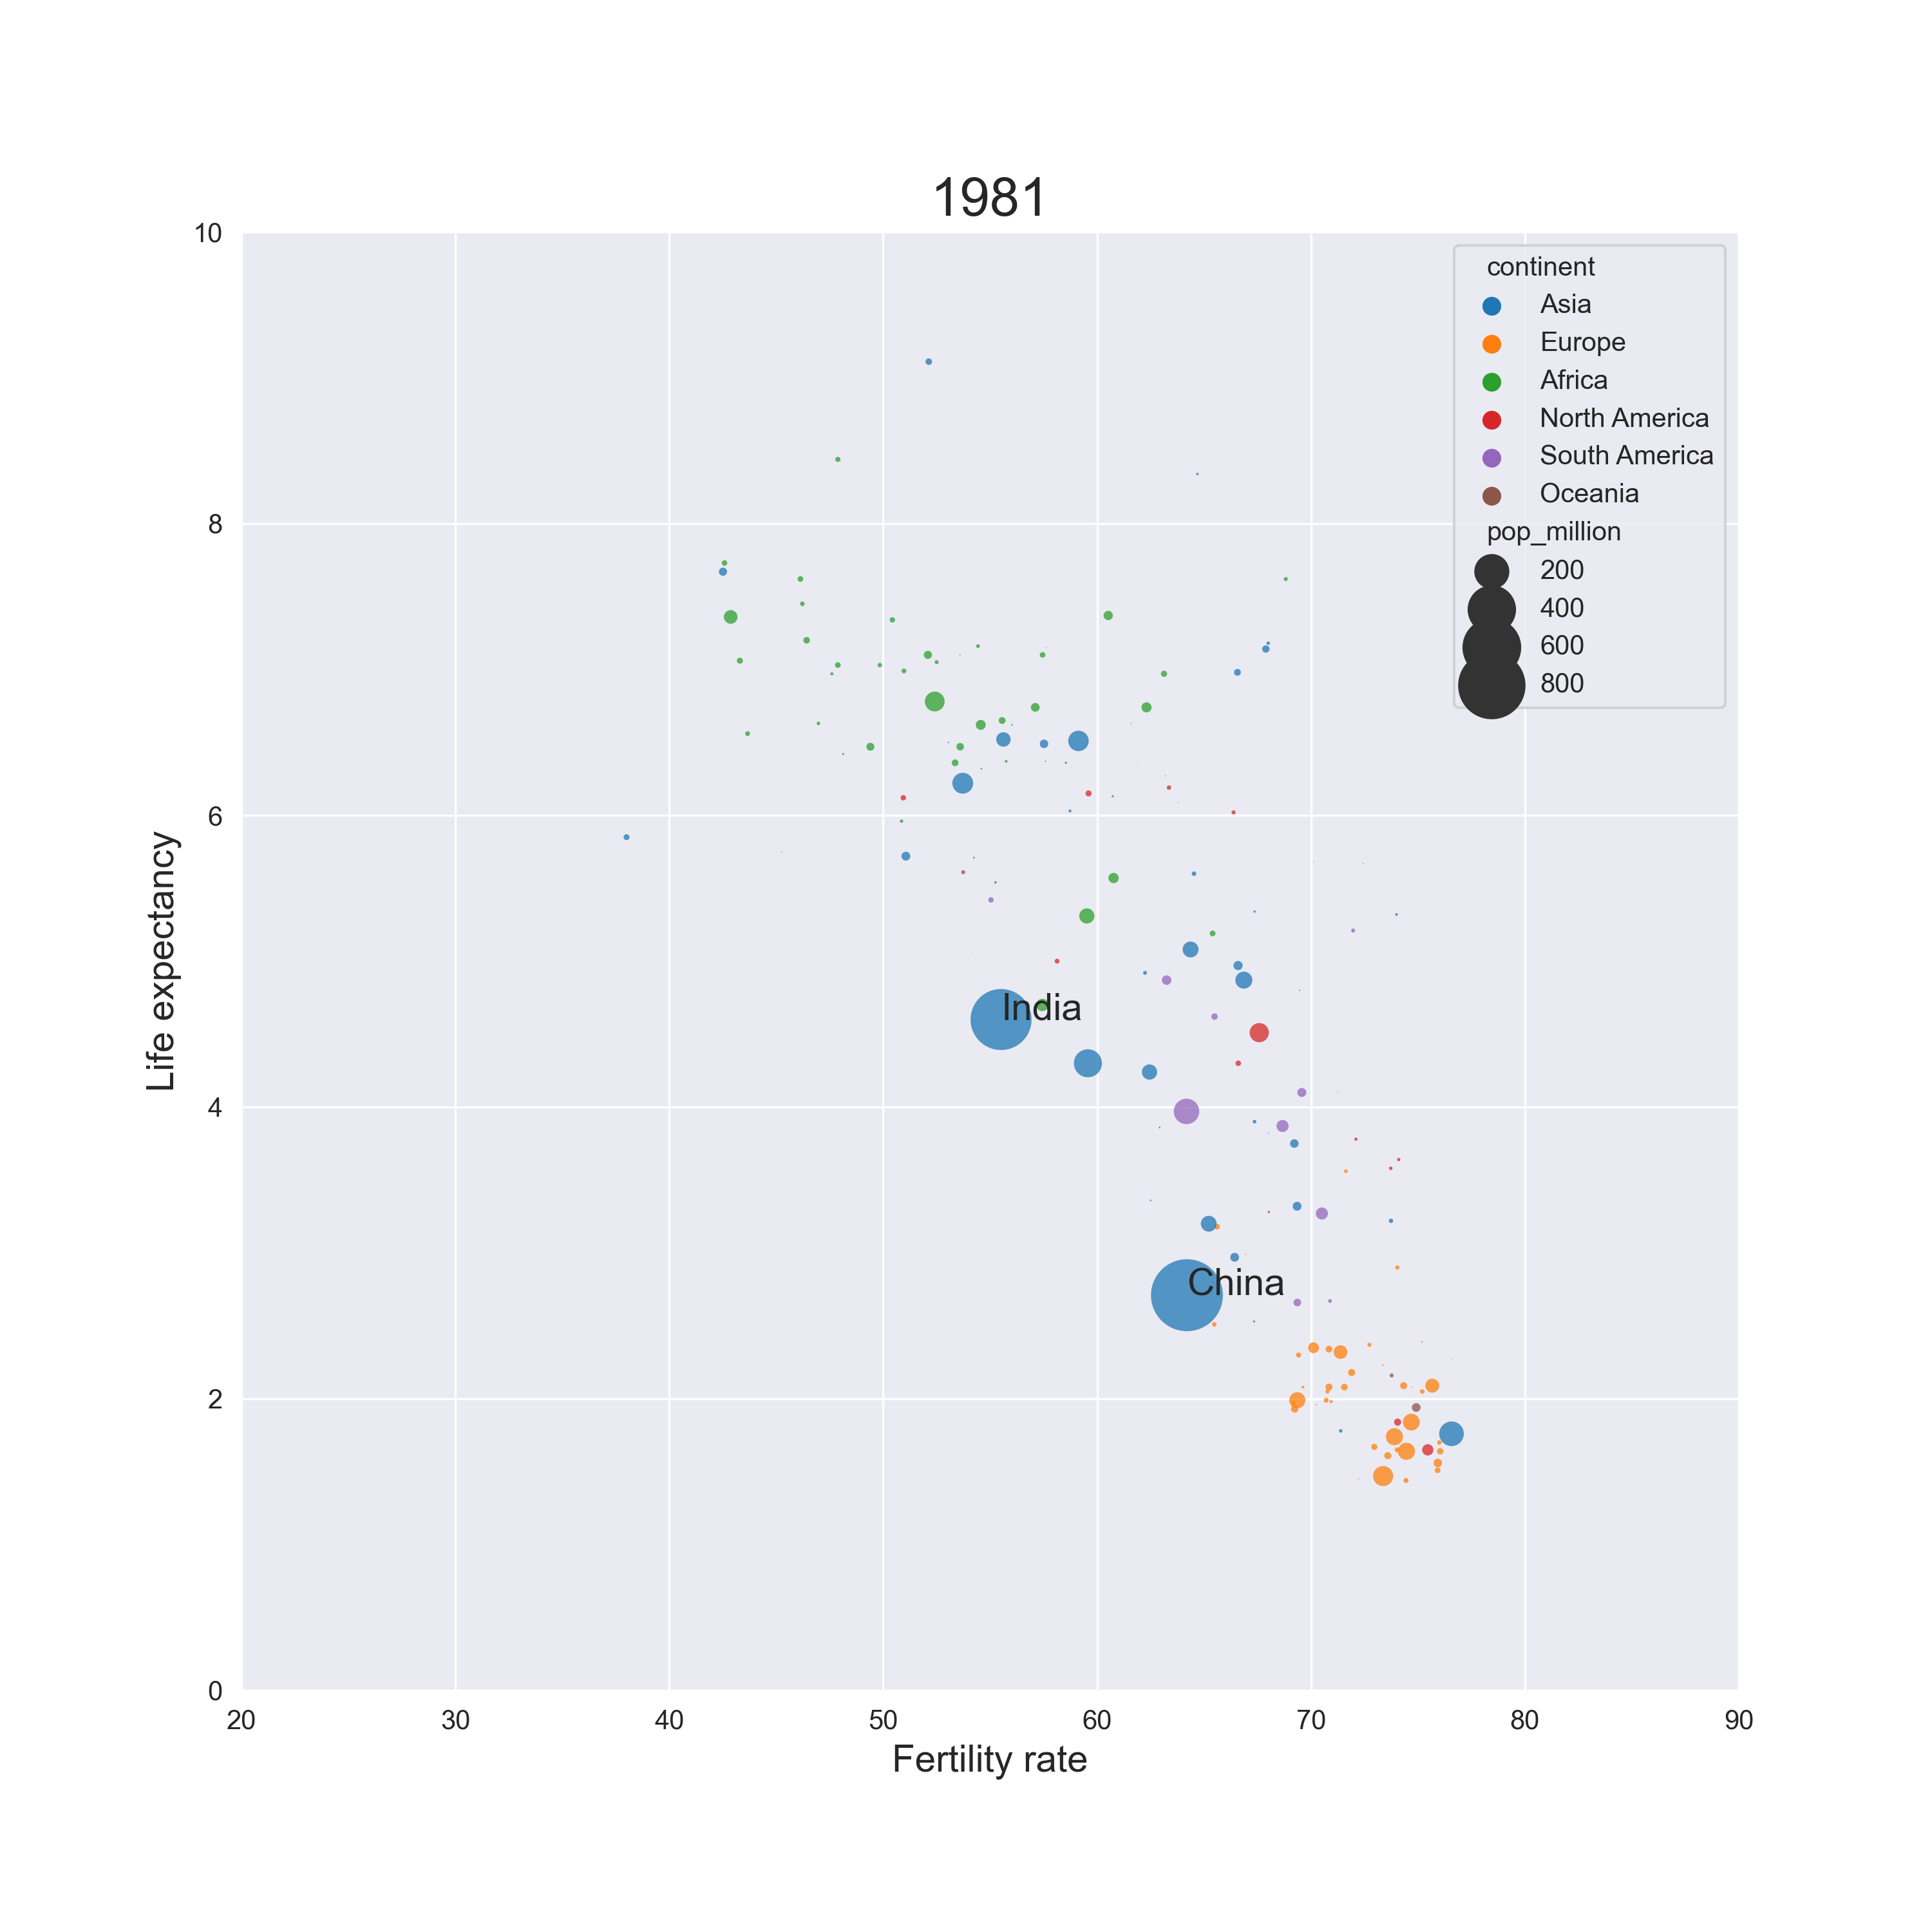 1981
10
8
6
4
2
0
Life expectancy
continent
Asia
Europe
Africa
North America
South America
Oceania
pop_million
200
400
600
800
India
China
20 30 40 50 60 70 80 90
Fertility rate